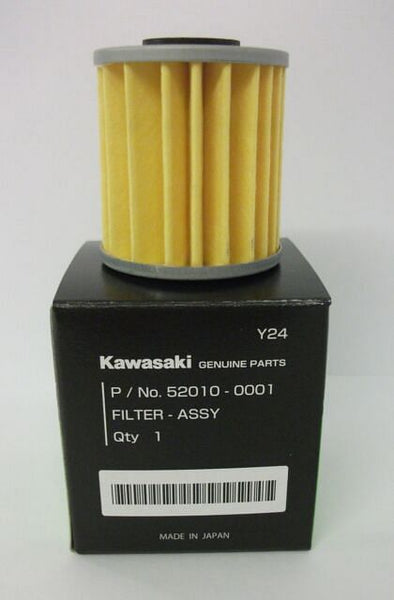 Y24
Kawasaki GENUINE PARTS
P / No. 52010 - 0001
FILTER - ASSY
Qty 1
MADE IN JAPAN